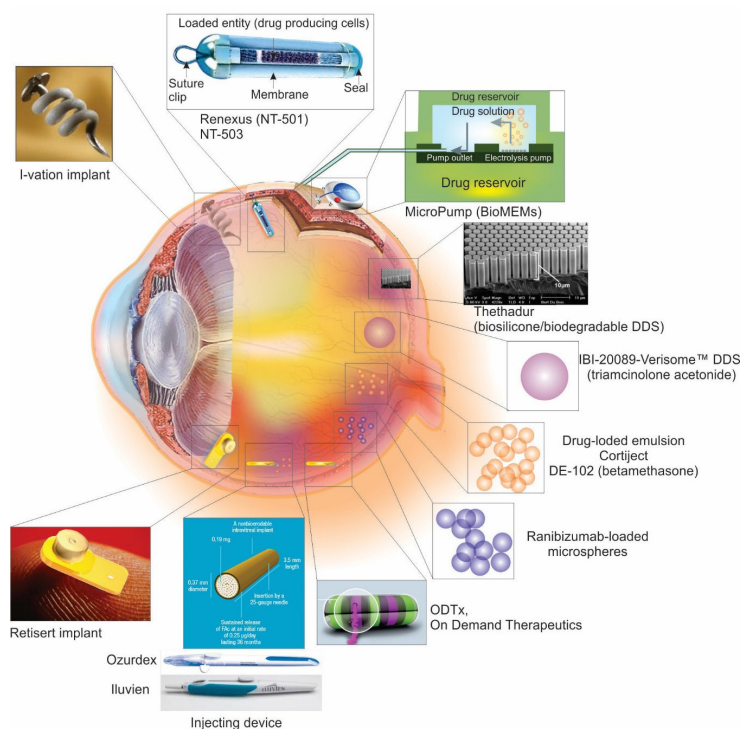 Loaded entity (drug producing cells)
Suture
clip
Membrane
Seal
Renexus (NT-501)
NT-503
I-vation implant
Drug reservoir
Drug solution
Pump outlet
Electrolysis pump
Drug reservoir
MicroPump (BioMEMs)
10µm
Thethadur
(biosilicone/biodegradable DDS)
IBI-20089-Verisome™ DDS
(triamcinolone acetonide)
Drug-loded emulsion
Cortiject
DE-102 (betamethasone)
Ranibizumab-loaded
microspheres
ODTx,
On Demand Therapeutics
A nonbioerodable
intravitreal implant
0.19 mg
3.5 mm
length
0.37 mm
diameter
Insertion by a
25-gauge needle
Sustained release
of FAc at an initial rate
of 0.25 µg/day
lasting 36 months
Retisert implant
Ozurdex
Iluvien
Injecting device